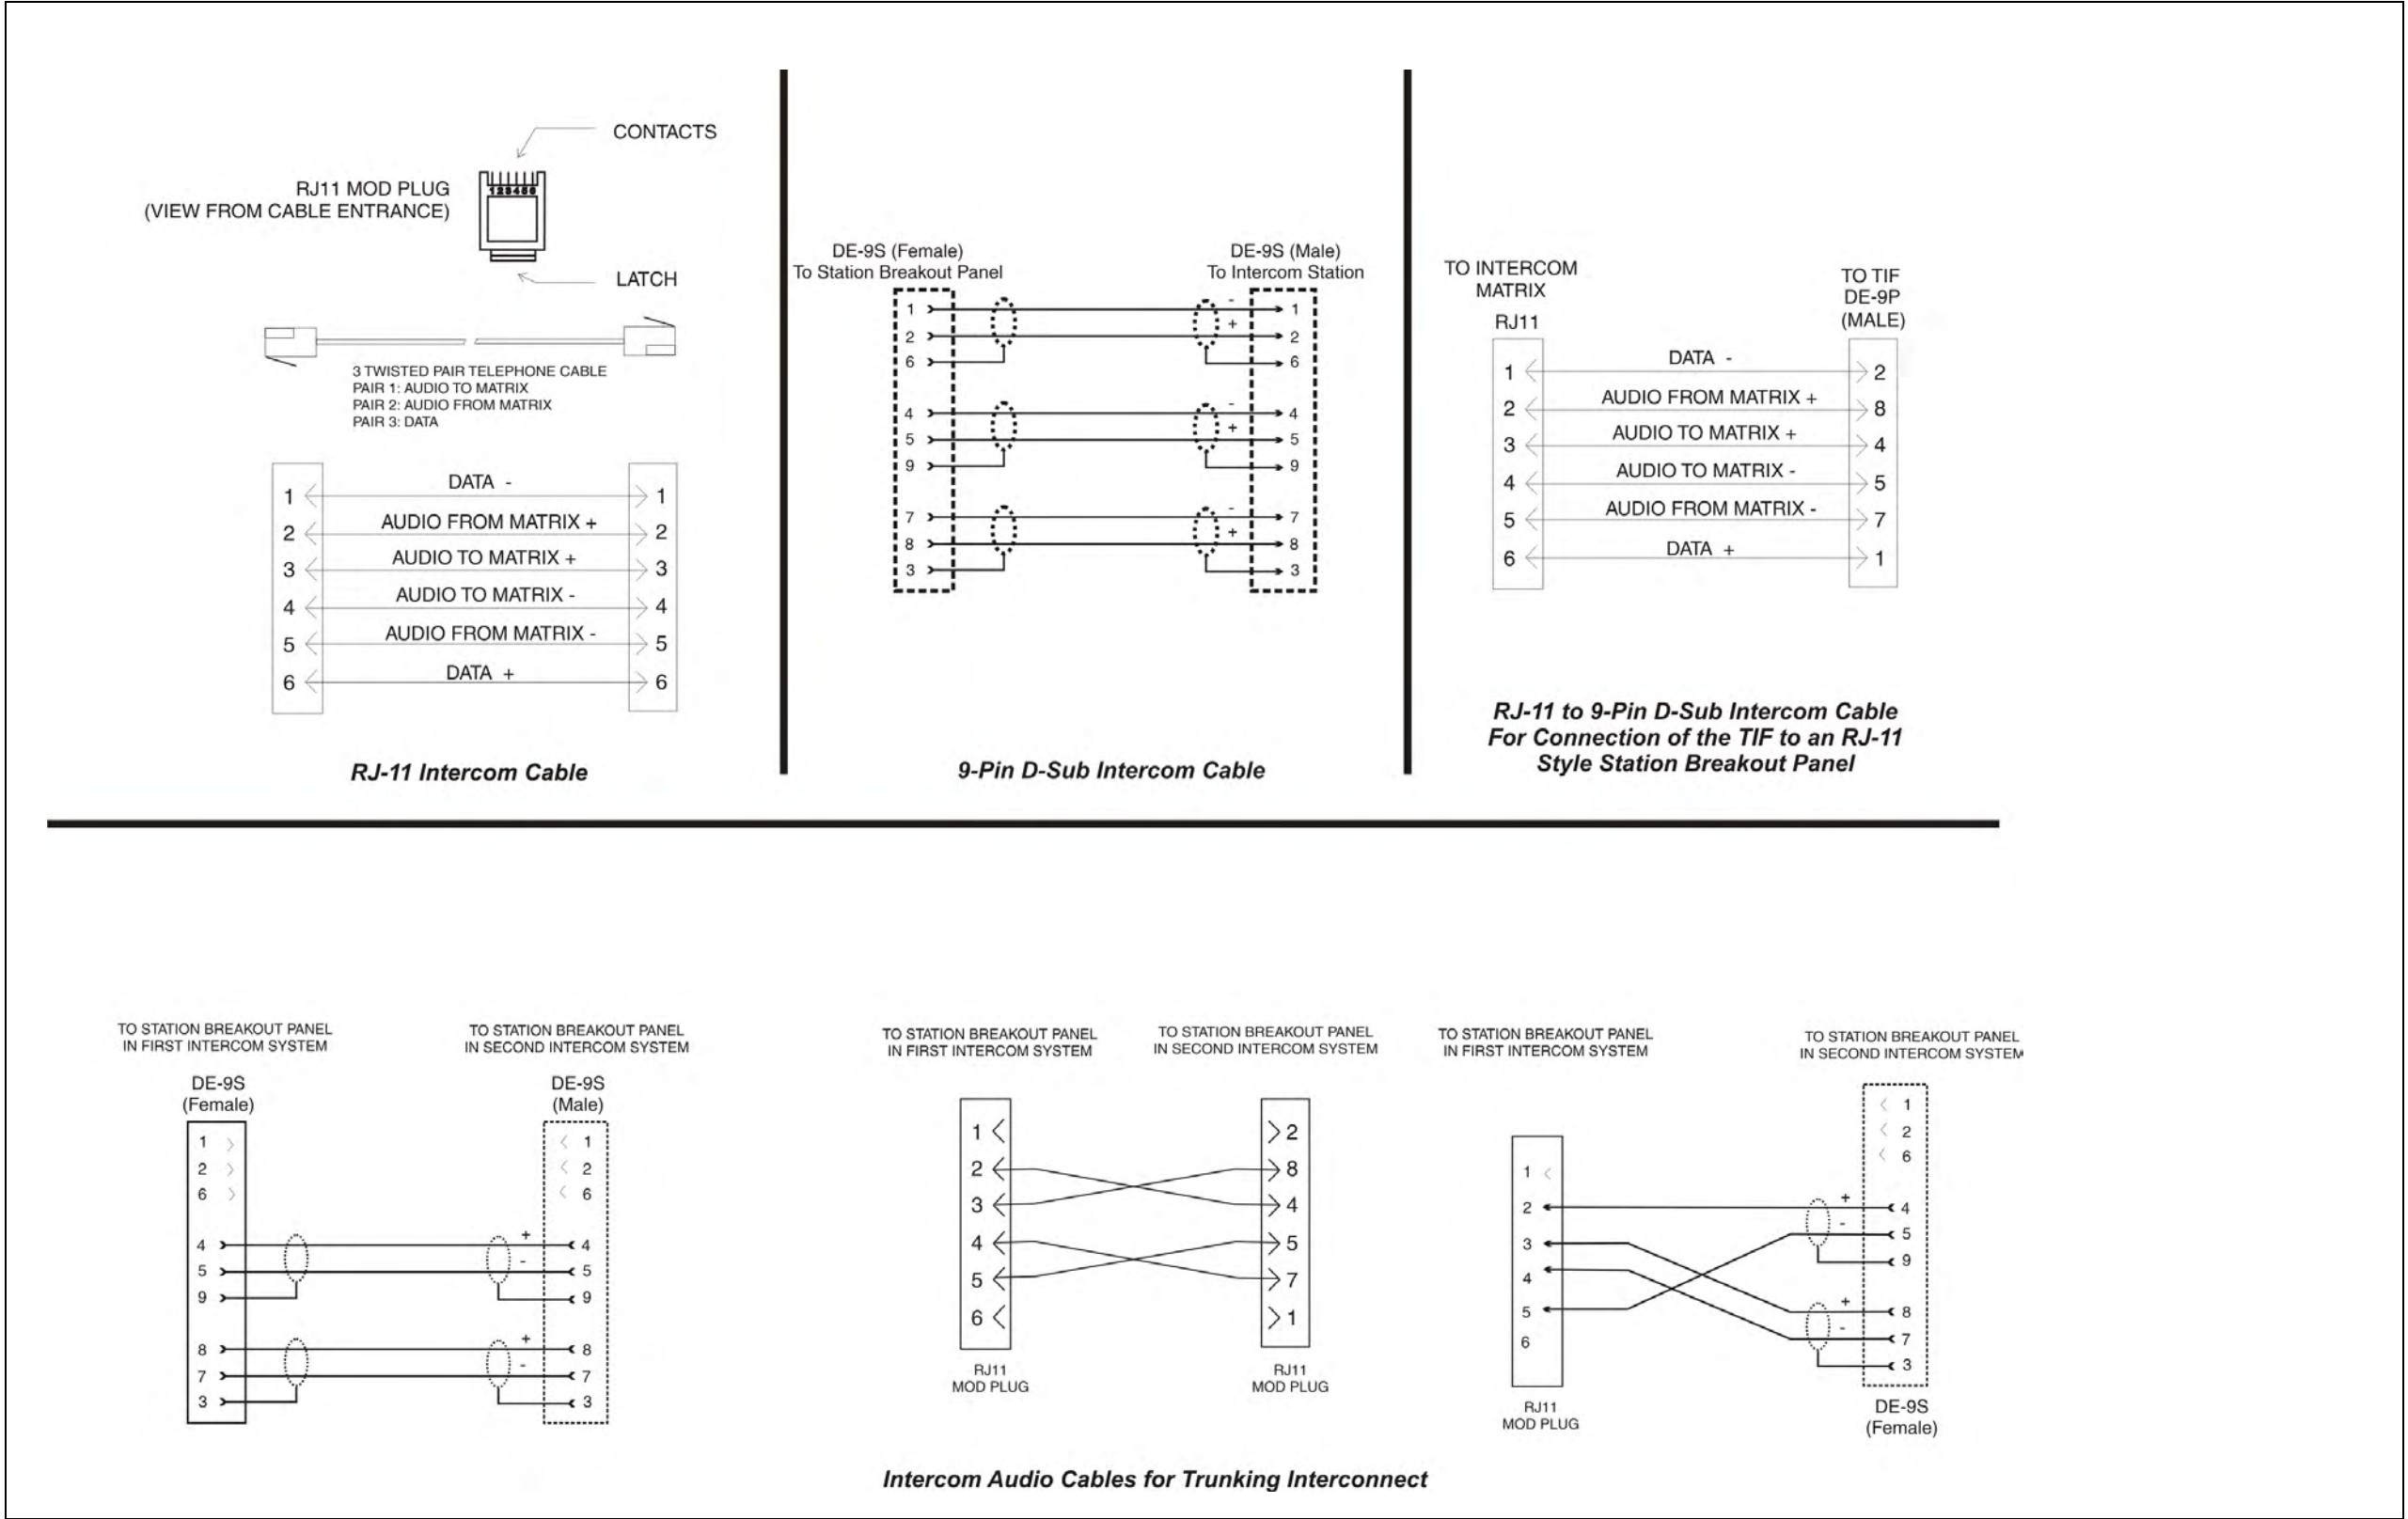 CONTACTS
RJ11 MOD PLUG
(VIEW FROM CABLE ENTRANCE)
123456
LATCH
3 TWISTED PAIR TELEPHONE CABLE
PAIR 1: AUDIO TO MATRIX
PAIR 2: AUDIO FROM MATRIX
PAIR 3: DATA
1 DATA - 1
2 AUDIO FROM MATRIX + 2
3 AUDIO TO MATRIX + 3
4 AUDIO TO MATRIX - 4
5 AUDIO FROM MATRIX - 5
6 DATA + 6
RJ-11 Intercom Cable
DE-9S (Female)
To Station Breakout Panel
DE-9S (Male)
To Intercom Station
1 - 1
2 + 2
6 6
4 - 4
5 + 5
9 9
7 - 7
8 + 8
3 3
9-Pin D-Sub Intercom Cable
TO INTERCOM
MATRIX
RJ11
TO TIF
DE-9P
(MALE)
1 DATA - 2
2 AUDIO FROM MATRIX + 8
3 AUDIO TO MATRIX + 4
4 AUDIO TO MATRIX - 5
5 AUDIO FROM MATRIX - 7
6 DATA + 1
RJ-11 to 9-Pin D-Sub Intercom Cable
For Connection of the TIF to an RJ-11
Style Station Breakout Panel
TO STATION BREAKOUT PANEL
IN FIRST INTERCOM SYSTEM
DE-9S
(Female)
TO STATION BREAKOUT PANEL
IN SECOND INTERCOM SYSTEM
DE-9S
(Male)
1 1
2 2
6 6
4 + 4
5 - 5
9 9
8 + 8
7 - 7
3 3
TO STATION BREAKOUT PANEL
IN FIRST INTERCOM SYSTEM
TO STATION BREAKOUT PANEL
IN SECOND INTERCOM SYSTEM
1 2
2 8
3 4
4 5
5 7
6 1
RJ11
MOD PLUG
RJ11
MOD PLUG
TO STATION BREAKOUT PANEL
IN FIRST INTERCOM SYSTEM
TO STATION BREAKOUT PANEL
IN SECOND INTERCOM SYSTEM
1
2
3
4
5
6
RJ11
MOD PLUG
1
2
6
+ 4
- 5
9
+ 8
- 7
3
DE-9S
(Female)
Intercom Audio Cables for Trunking Interconnect